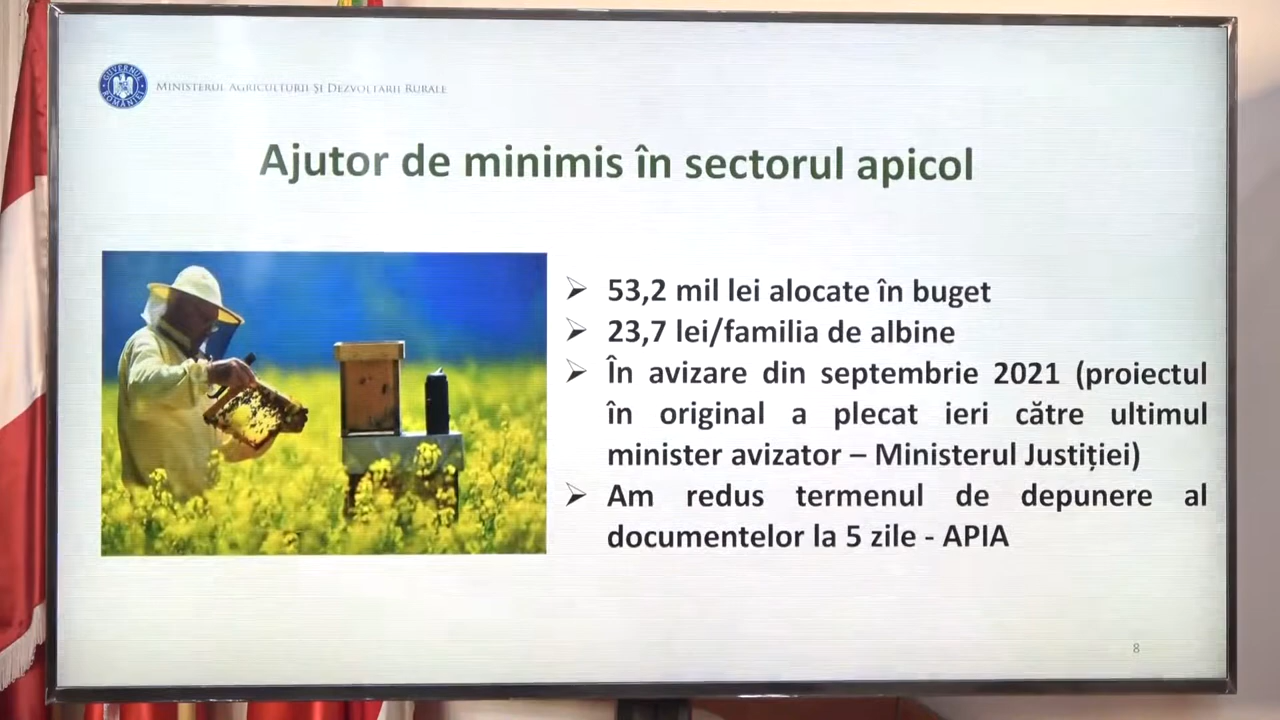 GUVERNUL ROMÂNIEI
MINISTERUL AGRICULTURII ȘI DEZVOLTĂRII RURALE
Ajutor de minimis în sectorul apicol
➢ 53,2 mil lei alocate în buget
➢ 23,7 lei/familia de albine
➢ În avizare din septembrie 2021 (proiectul
în original a plecat ieri către ultimul
minister avizator – Ministerul Justiției)
➢ Am redus termenul de depunere al
documentelor la 5 zile - APIA
8